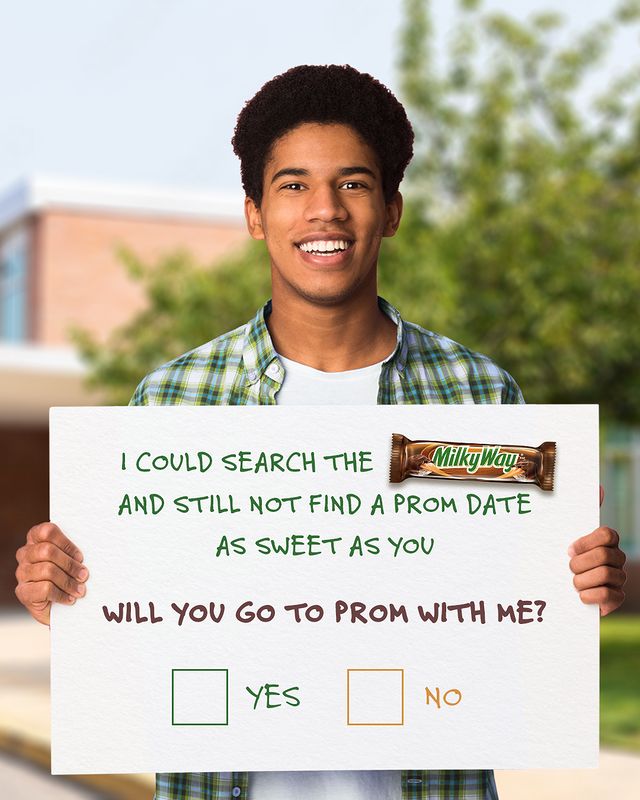 I COULD SEARCH THE MilkyWay
AND STILL NOT FIND A PROM DATE
AS SWEET AS YOU
WILL YOU GO TO PROM WITH ME?
YES NO